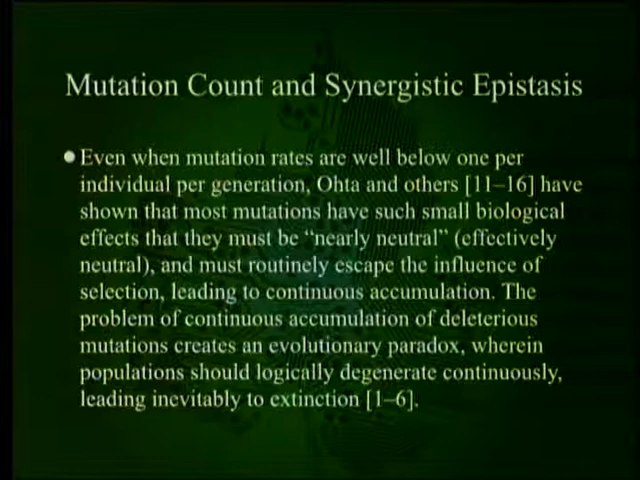 Mutation Count and Synergistic Epistasis
Even when mutation rates are well below one per
individual per generation, Ohta and others [11–16] have
shown that most mutations have such small biological
effects that they must be “nearly neutral” (effectively
neutral), and must routinely escape the influence of
selection, leading to continuous accumulation. The
problem of continuous accumulation of deleterious
mutations creates an evolutionary paradox, wherein
populations should logically degenerate continuously,
leading inevitably to extinction [1–6].